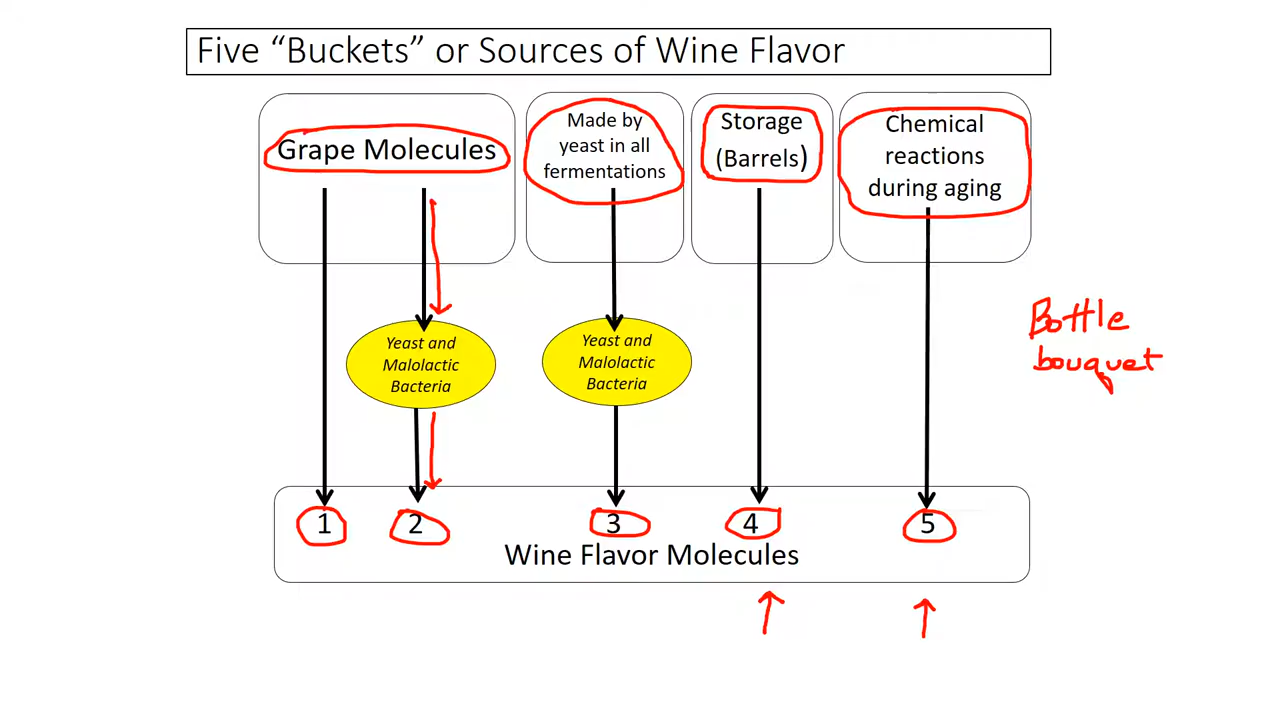 Five “Buckets” or Sources of Wine Flavor
Grape Molecules
Made by
yeast in all
fermentations
Storage
(Barrels)
Chemical
reactions
during aging
Yeast and
Malolactic
Bacteria
Yeast and
Malolactic
Bacteria
Bottle
bouquet
1 2 3 4 5
Wine Flavor Molecules